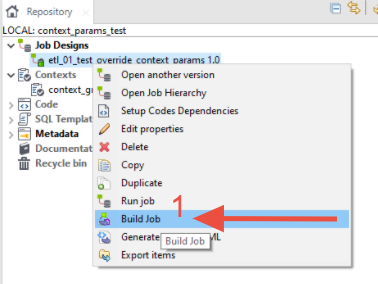 Repository
LOCAL: context_params_test
Job Designs
etl_01_test_override_context_params 1.0
Contexts
context_gr
Code
SQL Templat
Metadata
Documentat
Recycle bin
Open another version
Open Job Hierarchy
Setup Codes Dependencies
Edit properties
Delete
Copy
Duplicate
Run job
1
Build Job
Generate
ML
Build Job
Export items